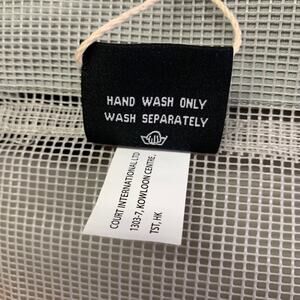 HAND WASH ONLY
WASH SEPARATELY
COURT INTERNATIONAL LTD
1303-7, KOWLOON CENTRE,
TST, HK